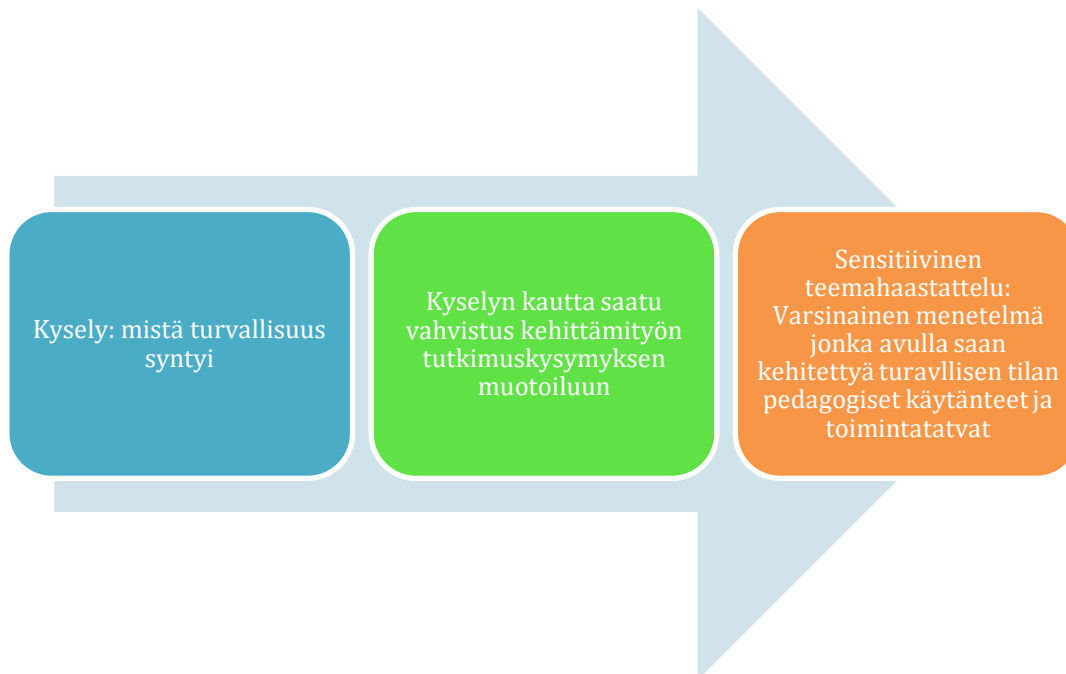 Kysely: mistä turvallisuus
syntyi
Kyselyn kautta saatu
vahvistus kehittämityön
tutkimuskysymyksen
muotoiluun
Sensitiivinen
teemahaastattelu:
Varsinainen menetelmä
jonka avulla saan
kehitettyä turavllisen tilan
pedagogiset käytänteet ja
toimintatatvat